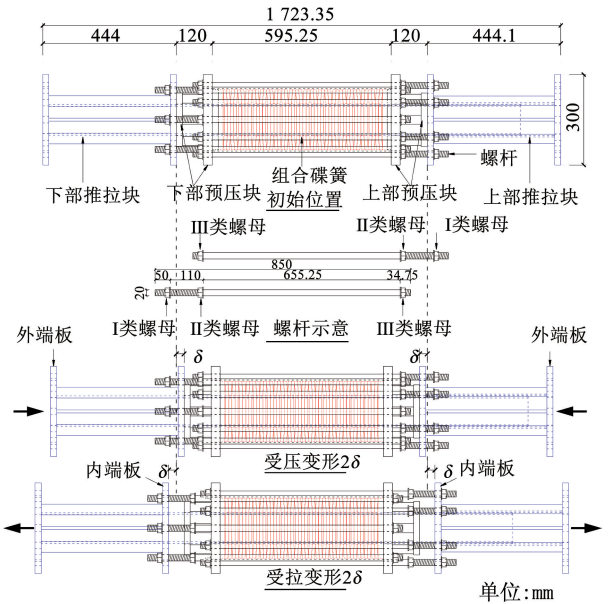 1 723.35
444 120 595.25 120 444.1
300
螺杆
下部推拉块 下部预压块 组合碟簧 上部预压块 上部推拉块
初始位置
III类螺母 II类螺母 I类螺母
850
50 110 655.25 34.75
20
I类螺母 II类螺母 螺杆示意 III类螺母
外端板 δ δ 外端板
受压变形2δ
内端板 δ δ 内端板
受拉变形2δ
单位:mm